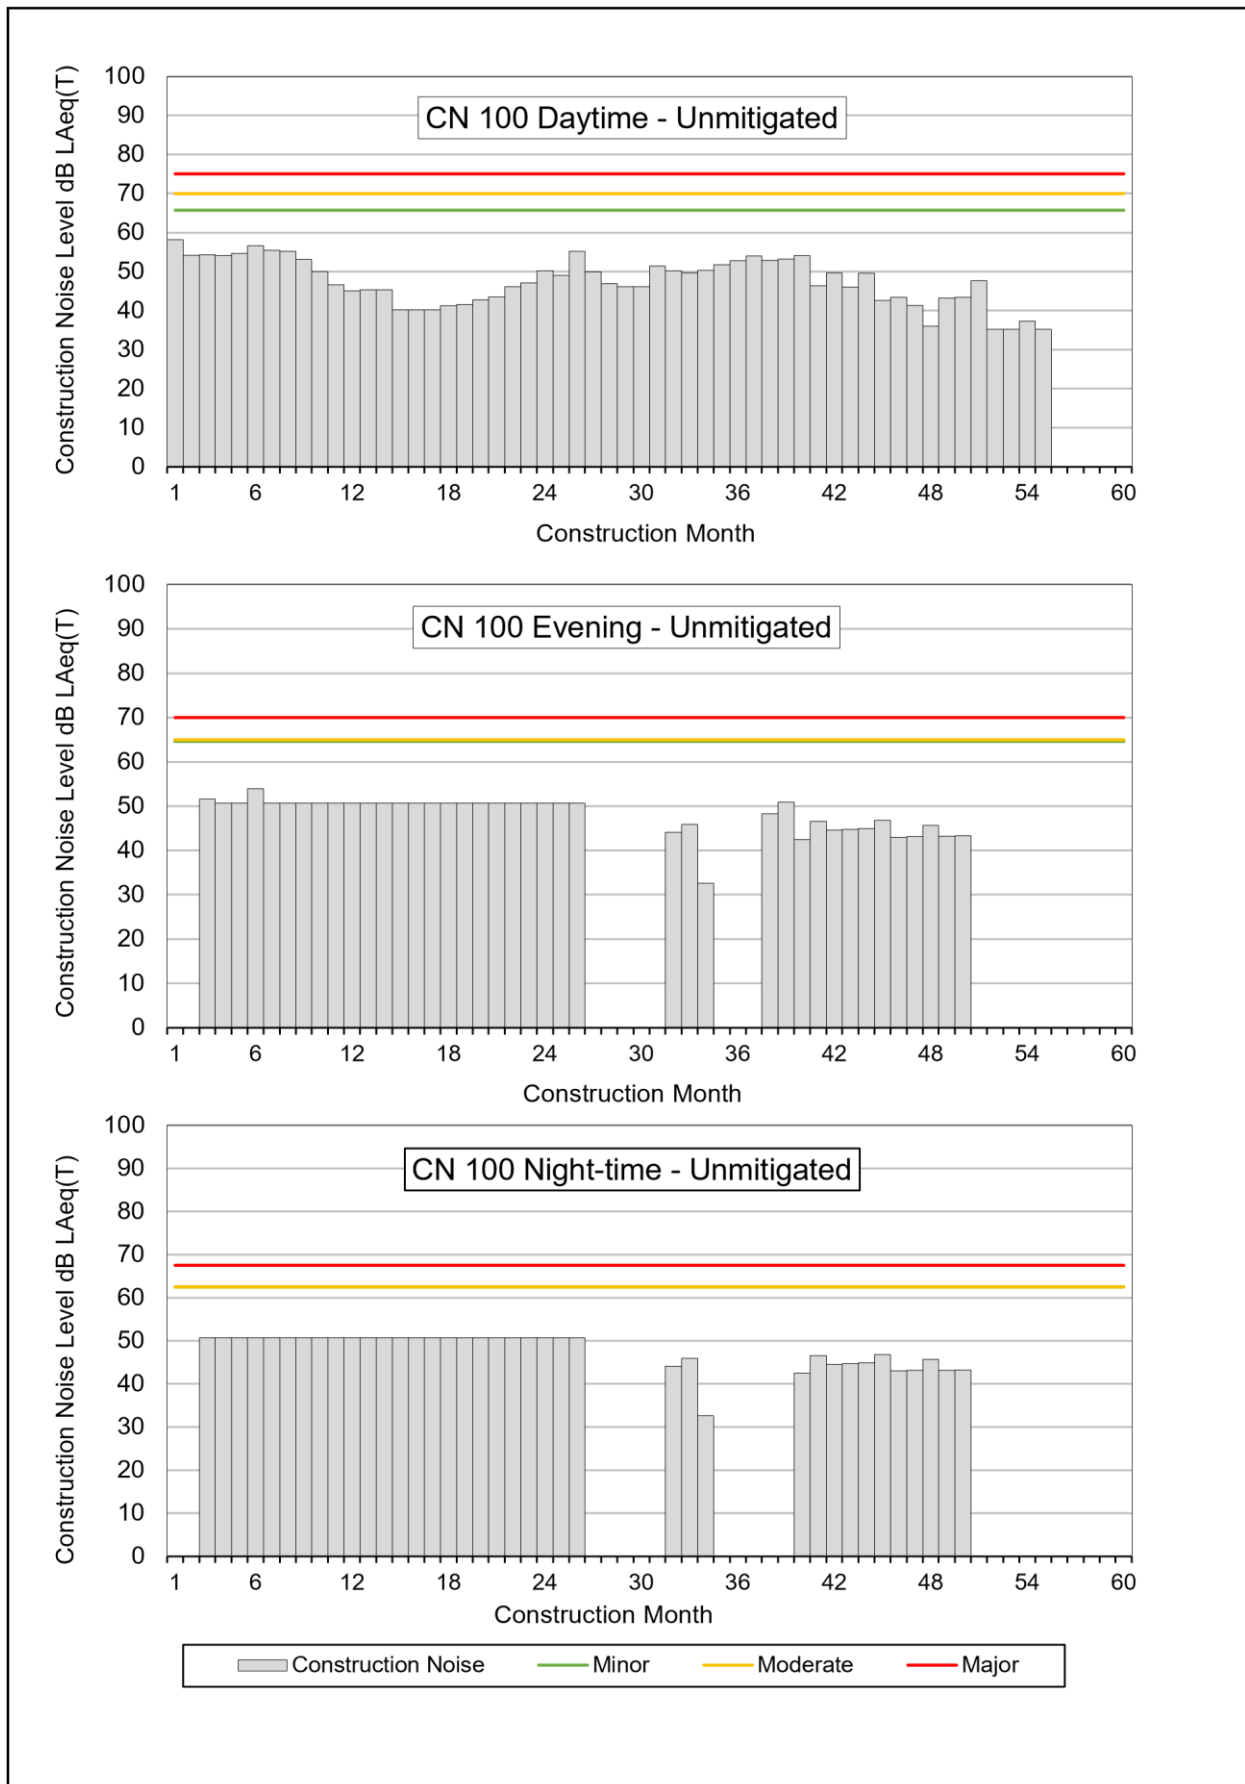 CN 100 Daytime - Unmitigated
Construction Noise Level dB LAeq(T)
100
90
80
70
60
50
40
30
20
10
0
1 6 12 18 24 30 36 42 48 54 60
Construction Month
CN 100 Evening - Unmitigated
Construction Noise Level dB LAeq(T)
100
90
80
70
60
50
40
30
20
10
0
1 6 12 18 24 30 36 42 48 54 60
Construction Month
CN 100 Night-time - Unmitigated
Construction Noise Level dB LAeq(T)
100
90
80
70
60
50
40
30
20
10
0
1 6 12 18 24 30 36 42 48 54 60
Construction Month
Construction Noise Minor Moderate Major